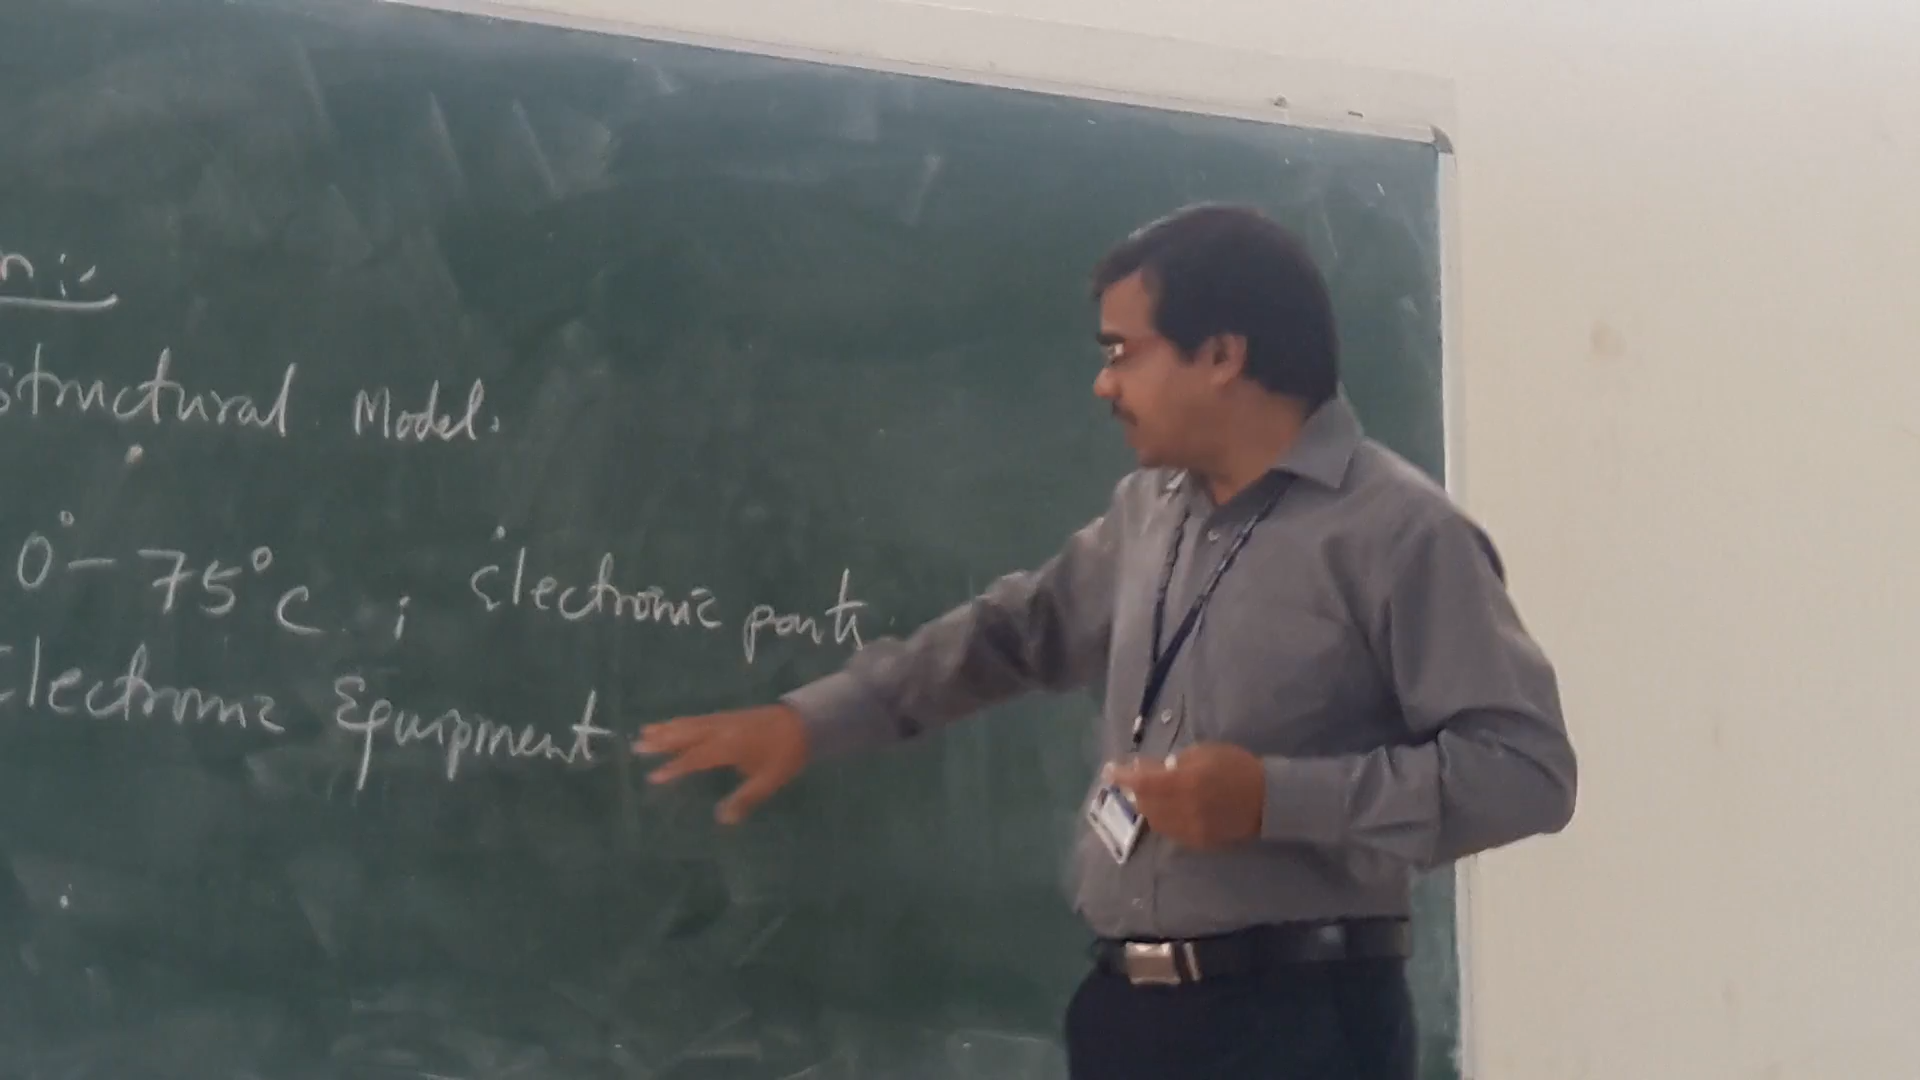 n :-
Structural Model.
0° - 75° C ; Electronic parts
Electronic Equipment